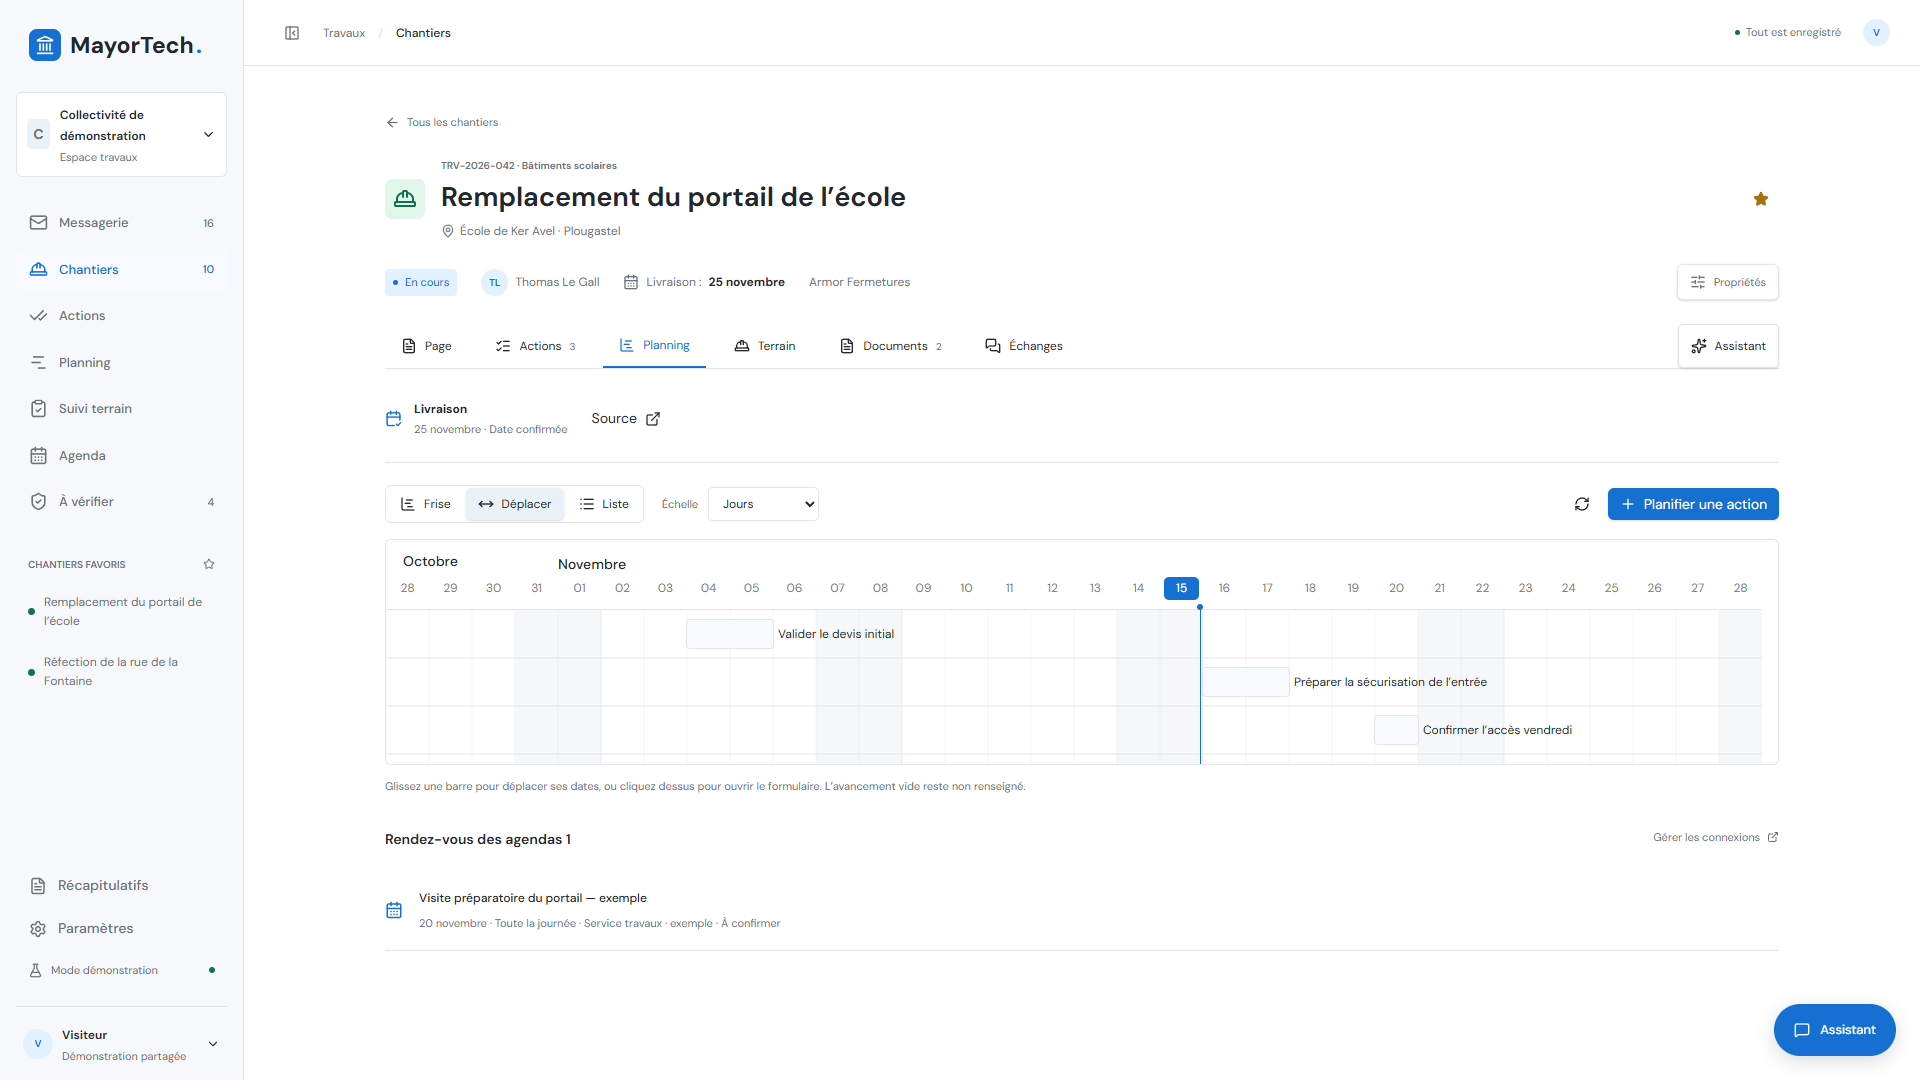 MayorTech.
Travaux / Chantiers
Tout est enregistré
V
C
Collectivité de
démonstration
Espace travaux
Messagerie 16
Chantiers 10
Actions
Planning
Suivi terrain
Agenda
À vérifier 4
CHANTIERS FAVORIS
Remplacement du portail de
l’école
Réfection de la rue de la
Fontaine
Récapitulatifs
Paramètres
Mode démonstration
V
Visiteur
Démonstration partagée
Tous les chantiers
TRV-2026-042 · Bâtiments scolaires
Remplacement du portail de l’école
École de Ker Avel · Plougastel
En cours
TL Thomas Le Gall
Livraison : 25 novembre
Armor Fermetures
Propriétés
Page
Actions 3
Planning
Terrain
Documents 2
Échanges
Assistant
Livraison
25 novembre · Date confirmée
Source
Frise
Déplacer
Liste
Échelle
Jours
Planifier une action
Octobre
Novembre
28 29 30 31 01 02 03 04 05 06 07 08 09 10 11 12 13 14 15 16 17 18 19 20 21 22 23 24 25 26 27 28
Valider le devis initial
Préparer la sécurisation de l’entrée
Confirmer l’accès vendredi
Glissez une barre pour déplacer ses dates, ou cliquez dessus pour ouvrir le formulaire. L’avancement vide reste non renseigné.
Rendez-vous des agendas 1
Gérer les connexions
Visite préparatoire du portail — exemple
20 novembre · Toute la journée · Service travaux · exemple · À confirmer
Assistant